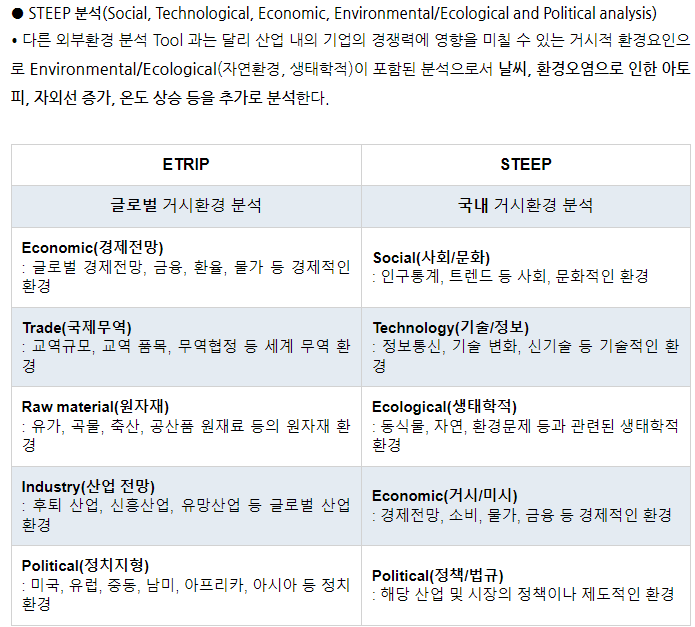 ● STEEP 분석(Social, Technological, Economic, Environmental/Ecological and Political analysis)
• 다른 외부환경 분석 Tool 과는 달리 산업 내의 기업의 경쟁력에 영향을 미칠 수 있는 거시적 환경요인으
로 Environmental/Ecological(자연환경, 생태학적)이 포함된 분석으로서 날씨, 환경오염으로 인한 아토
피, 자외선 증가, 온도 상승 등을 추가로 분석한다.
ETRIP
STEEP
글로벌 거시환경 분석
국내 거시환경 분석
Economic(경제전망)
: 글로벌 경제전망, 금융, 환율, 물가 등 경제적인
환경
Social(사회/문화)
: 인구통계, 트렌드 등 사회, 문화적인 환경
Trade(국제무역)
: 교역규모, 교역 품목, 무역협정 등 세계 무역 환
경
Technology(기술/정보)
: 정보통신, 기술 변화, 신기술 등 기술적인 환
경
Raw material(원자재)
: 유가, 곡물, 축산, 공산품 원재료 등의 원자재 환
경
Ecological(생태학적)
: 동식물, 자연, 환경문제 등과 관련된 생태학적
환경
Industry(산업 전망)
: 후퇴 산업, 신흥산업, 유망산업 등 글로벌 산업
환경
Economic(거시/미시)
: 경제전망, 소비, 물가, 금융 등 경제적인 환경
Political(정치지형)
: 미국, 유럽, 중동, 남미, 아프리카, 아시아 등 정치
환경
Political(정책/법규)
: 해당 산업 및 시장의 정책이나 제도적인 환경